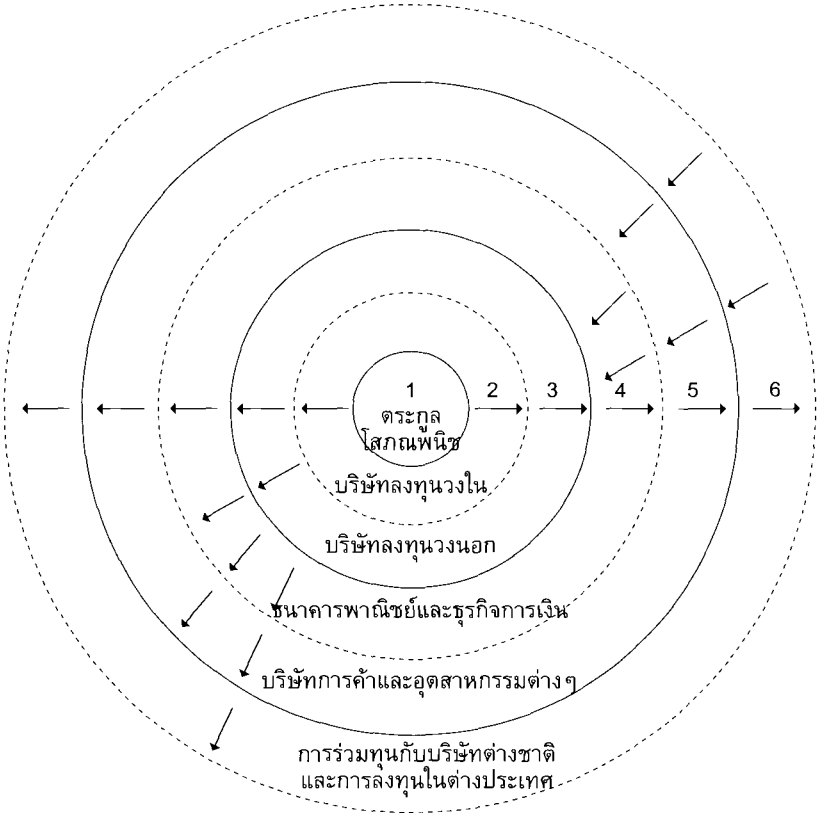 1 2 3 4 5 6
ตระกูล
โสภณพนิช
บริษัทลงทุนวงใน
บริษัทลงทุนวงนอก
ธนาคารพาณิชย์และธุรกิจการเงิน
บริษัทการค้าและอุตสาหกรรมต่างๆ
การร่วมทุนกับบริษัทต่างชาติ
และการลงทุนในต่างประเทศ